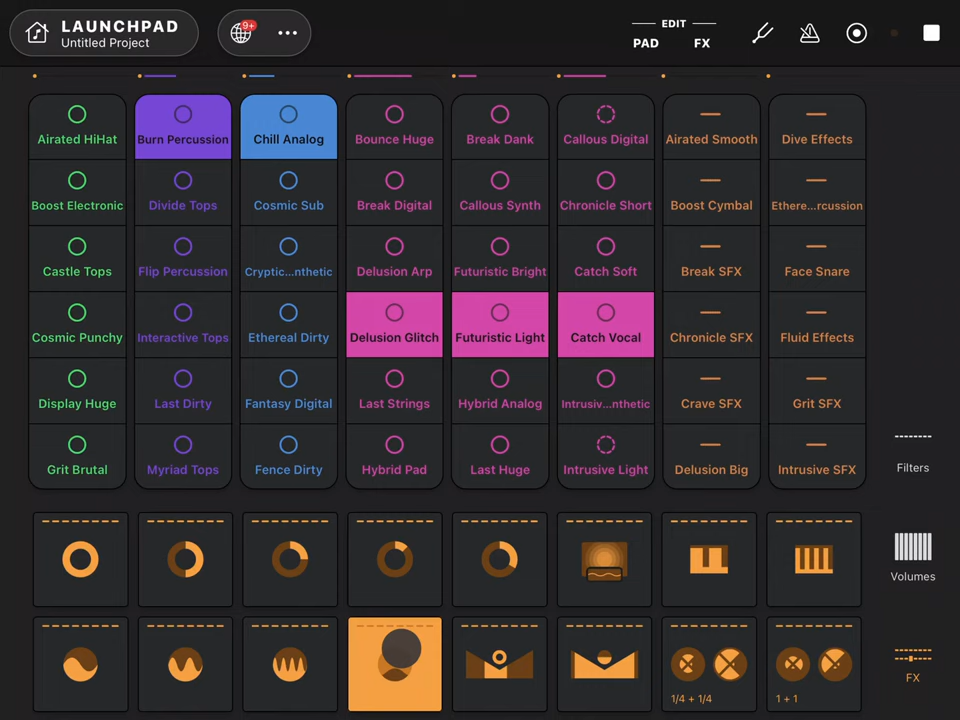 LAUNCHPAD
Untitled Project
9+
EDIT
PAD FX
Airated HiHat Burn Percussion Chill Analog Bounce Huge Break Dank Callous Digital Airated Smooth Dive Effects
Boost Electronic Divide Tops Cosmic Sub Break Digital Callous Synth Chronicle Short Boost Cymbal Ethere...rcussion
Castle Tops Flip Percussion Cryptic...nthetic Delusion Arp Futuristic Bright Catch Soft Break SFX Face Snare
Cosmic Punchy Interactive Tops Ethereal Dirty Delusion Glitch Futuristic Light Catch Vocal Chronicle SFX Fluid Effects
Display Huge Last Dirty Fantasy Digital Last Strings Hybrid Analog Intrusiv...nthetic Crave SFX Grit SFX
Grit Brutal Myriad Tops Fence Dirty Hybrid Pad Last Huge Intrusive Light Delusion Big Intrusive SFX
Filters
Volumes
FX
1/4 + 1/4 1 + 1